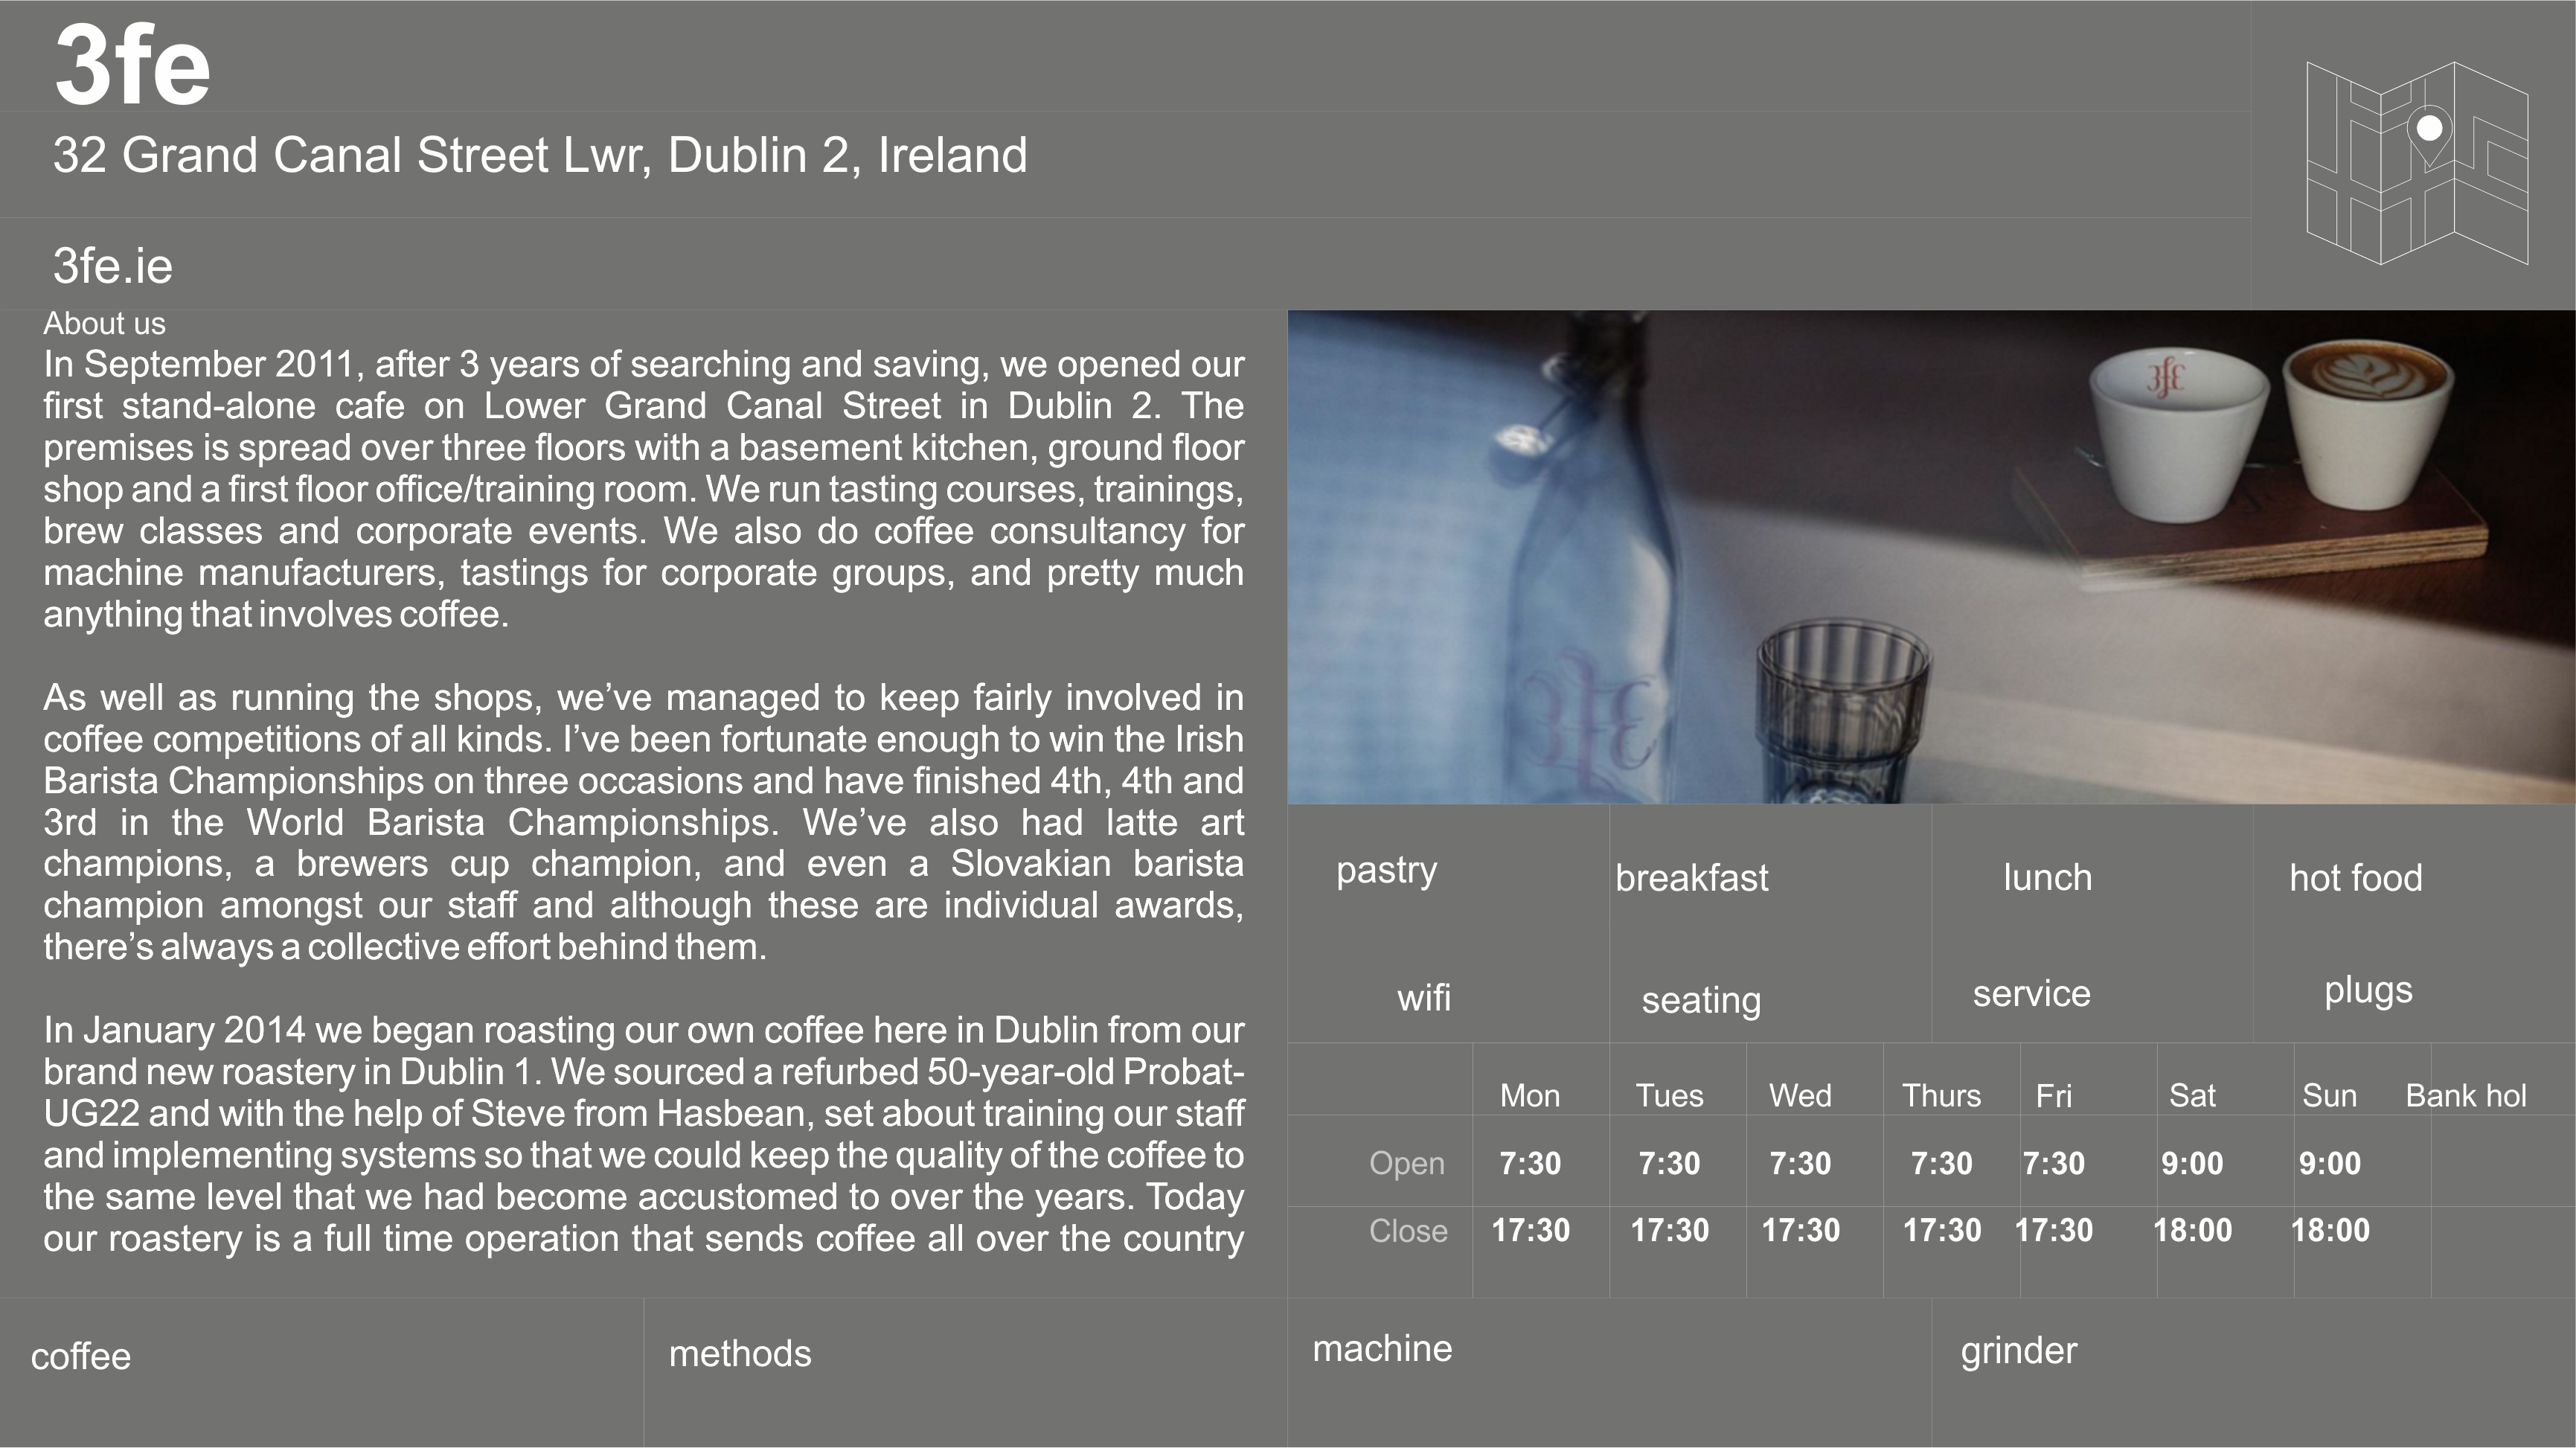 3fe
32 Grand Canal Street Lwr, Dublin 2, Ireland
3fe.ie
About us
In September 2011, after 3 years of searching and saving, we opened our
first stand-alone cafe on Lower Grand Canal Street in Dublin 2. The
premises is spread over three floors with a basement kitchen, ground floor
shop and a first floor office/training room. We run tasting courses, trainings,
brew classes and corporate events. We also do coffee consultancy for
machine manufacturers, tastings for corporate groups, and pretty much
anything that involves coffee.
As well as running the shops, we’ve managed to keep fairly involved in
coffee competitions of all kinds. I’ve been fortunate enough to win the Irish
Barista Championships on three occasions and have finished 4th, 4th and
3rd in the World Barista Championships. We’ve also had latte art
champions, a brewers cup champion, and even a Slovakian barista
champion amongst our staff and although these are individual awards,
there’s always a collective effort behind them.
In January 2014 we began roasting our own coffee here in Dublin from our
brand new roastery in Dublin 1. We sourced a refurbed 50-year-old Probat-
UG22 and with the help of Steve from Hasbean, set about training our staff
and implementing systems so that we could keep the quality of the coffee to
the same level that we had become accustomed to over the years. Today
our roastery is a full time operation that sends coffee all over the country
3fe
3fe
pastry breakfast lunch hot food
wifi seating service plugs
Mon Tues Wed Thurs Fri Sat Sun Bank hol
Open 7:30 7:30 7:30 7:30 7:30 9:00 9:00
Close 17:30 17:30 17:30 17:30 17:30 18:00 18:00
coffee methods machine grinder